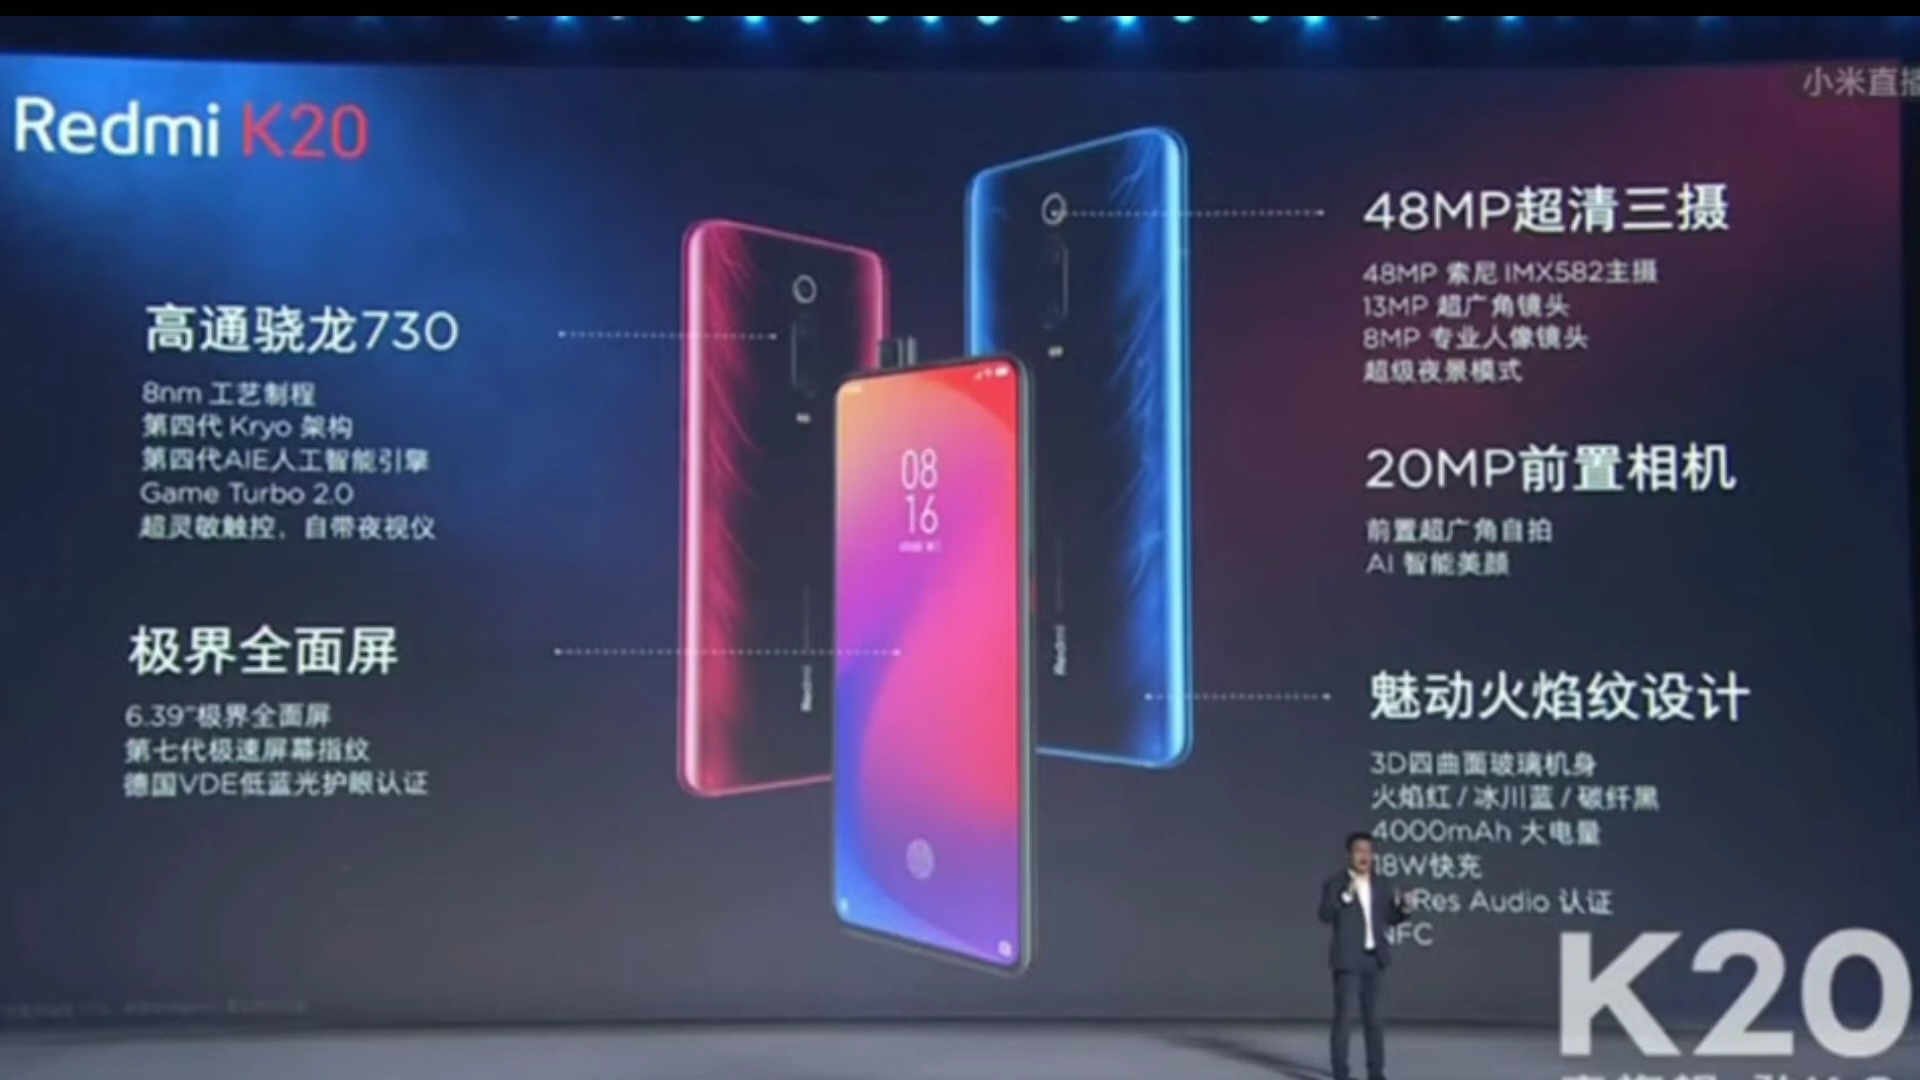 小米直播
Redmi K20
高通骁龙730
8nm 工艺制程
第四代 Kryo 架构
第四代AIE人工智能引擎
Game Turbo 2.0
超灵敏触控，自带夜视仪
极界全面屏
6.39"极界全面屏
第七代极速屏幕指纹
德国VDE低蓝光护眼认证
08
16
Redmi
Redmi
48MP超清三摄
48MP 索尼 IMX582主摄
13MP 超广角镜头
8MP 专业人像镜头
超级夜景模式
20MP前置相机
前置超广角自拍
AI 智能美颜
魅动火焰纹设计
3D四曲面玻璃机身
火焰红 / 冰川蓝 / 碳纤黑
4000mAh 大电量
18W快充
Res Audio 认证
NFC
K20